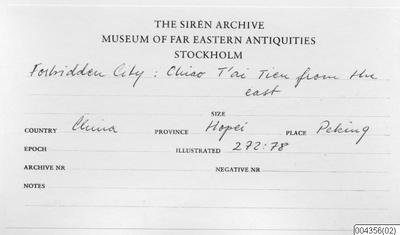 THE SIRÉN ARCHIVE
MUSEUM OF FAR EASTERN ANTIQUITIES
STOCKHOLM
Forbidden City : Chiao T'ai Tien from the
east
SIZE
COUNTRY China PROVINCE Hopei PLACE Peking
EPOCH ILLUSTRATED 272:78
ARCHIVE NR NEGATIVE NR
NOTES
004356(02)